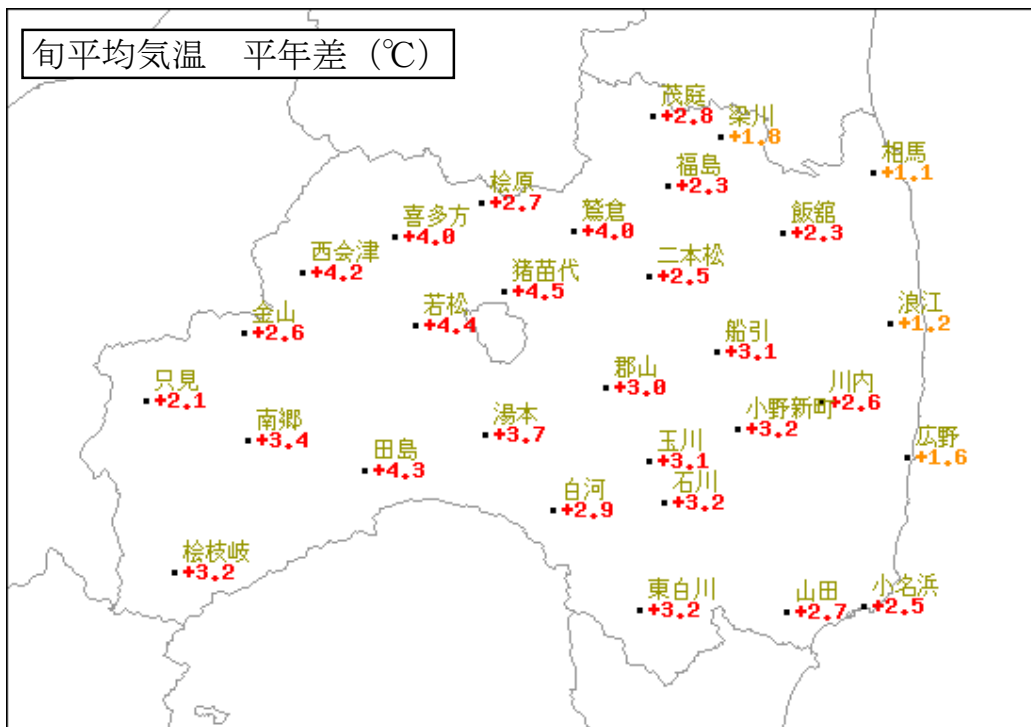 旬平均気温　平年差（℃）
茂庭
+2.8
梁川
+1.8
相馬
+1.1
福島
+2.3
桧原
+2.7
鷲倉
+4.0
飯舘
+2.3
喜多方
+4.0
西会津
+4.2
二本松
+2.5
猪苗代
+4.5
若松
+4.4
金山
+2.6
浪江
+1.2
船引
+3.1
郡山
+3.0
只見
+2.1
川内
+2.6
小野新町
+3.2
湯本
+3.7
南郷
+3.4
広野
+1.6
田島
+4.3
玉川
+3.1
石川
+3.2
白河
+2.9
桧枝岐
+3.2
東白川
+3.2
山田
+2.7
小名浜
+2.5